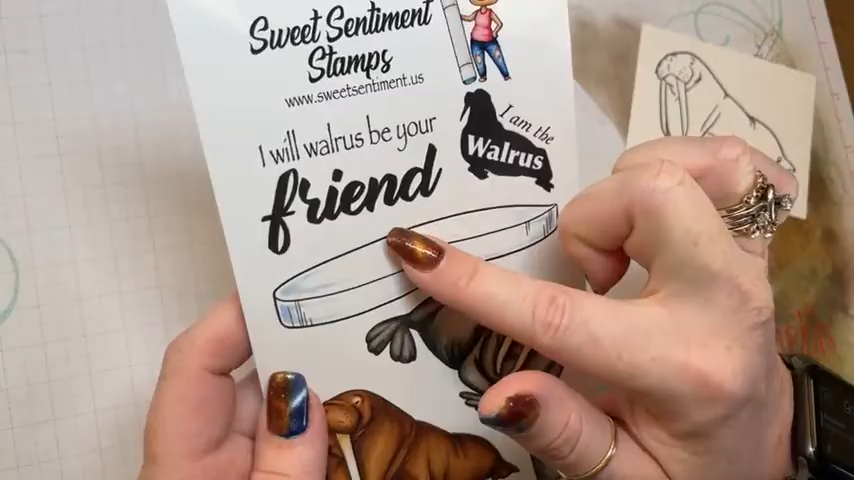 Sweet Sentiment
Stamps
www.sweetsentiment.us
I will walrus be your
friend
I am the
Walrus